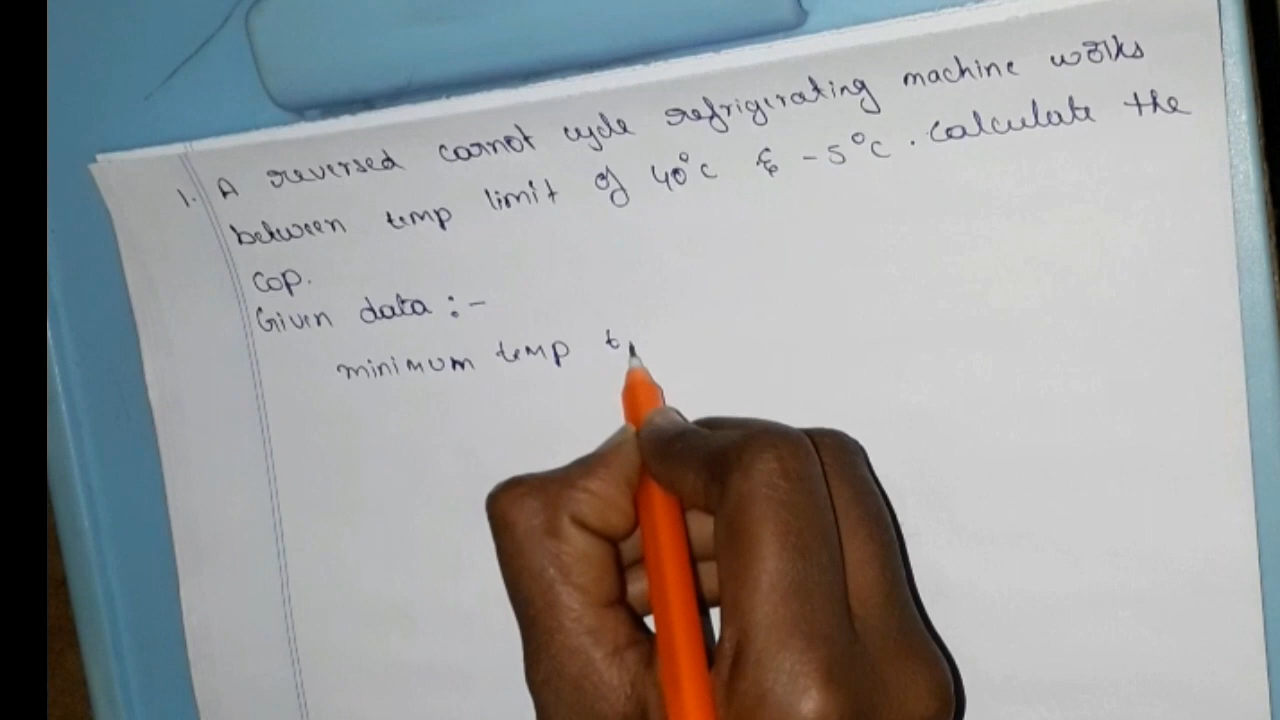 1. A reversed carnot cycle refrigerating machine works
between temp limit of 40°c & -5°c. calculate the
cop.
Given data :-
minimum temp t